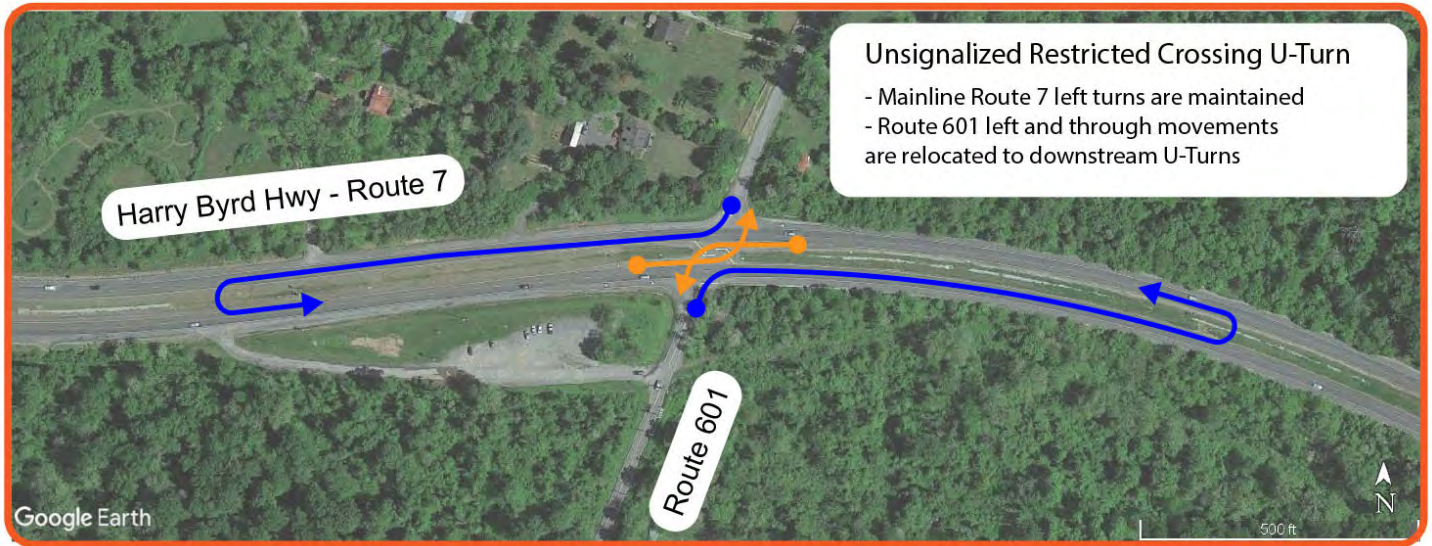 Unsignalized Restricted Crossing U-Turn
- Mainline Route 7 left turns are maintained
- Route 601 left and through movements
are relocated to downstream U-Turns
Harry Byrd Hwy - Route 7
Route 601
Google Earth
N
500 ft